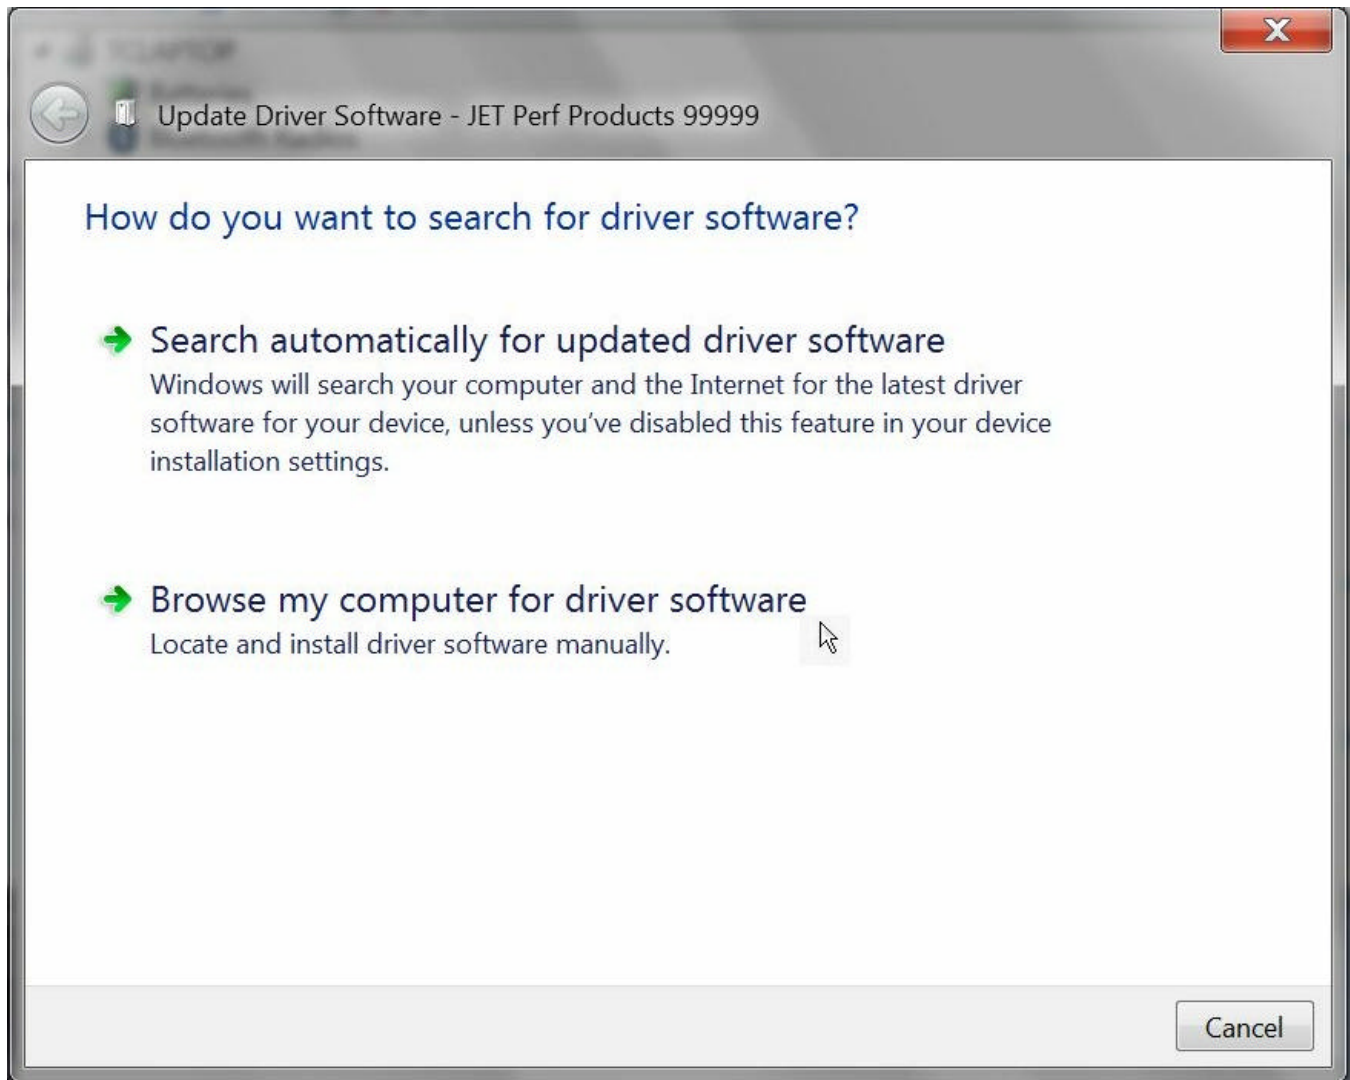 Update Driver Software - JET Perf Products 99999
How do you want to search for driver software?
Search automatically for updated driver software
Windows will search your computer and the Internet for the latest driver
software for your device, unless you've disabled this feature in your device
installation settings.
Browse my computer for driver software
Locate and install driver software manually.
Cancel